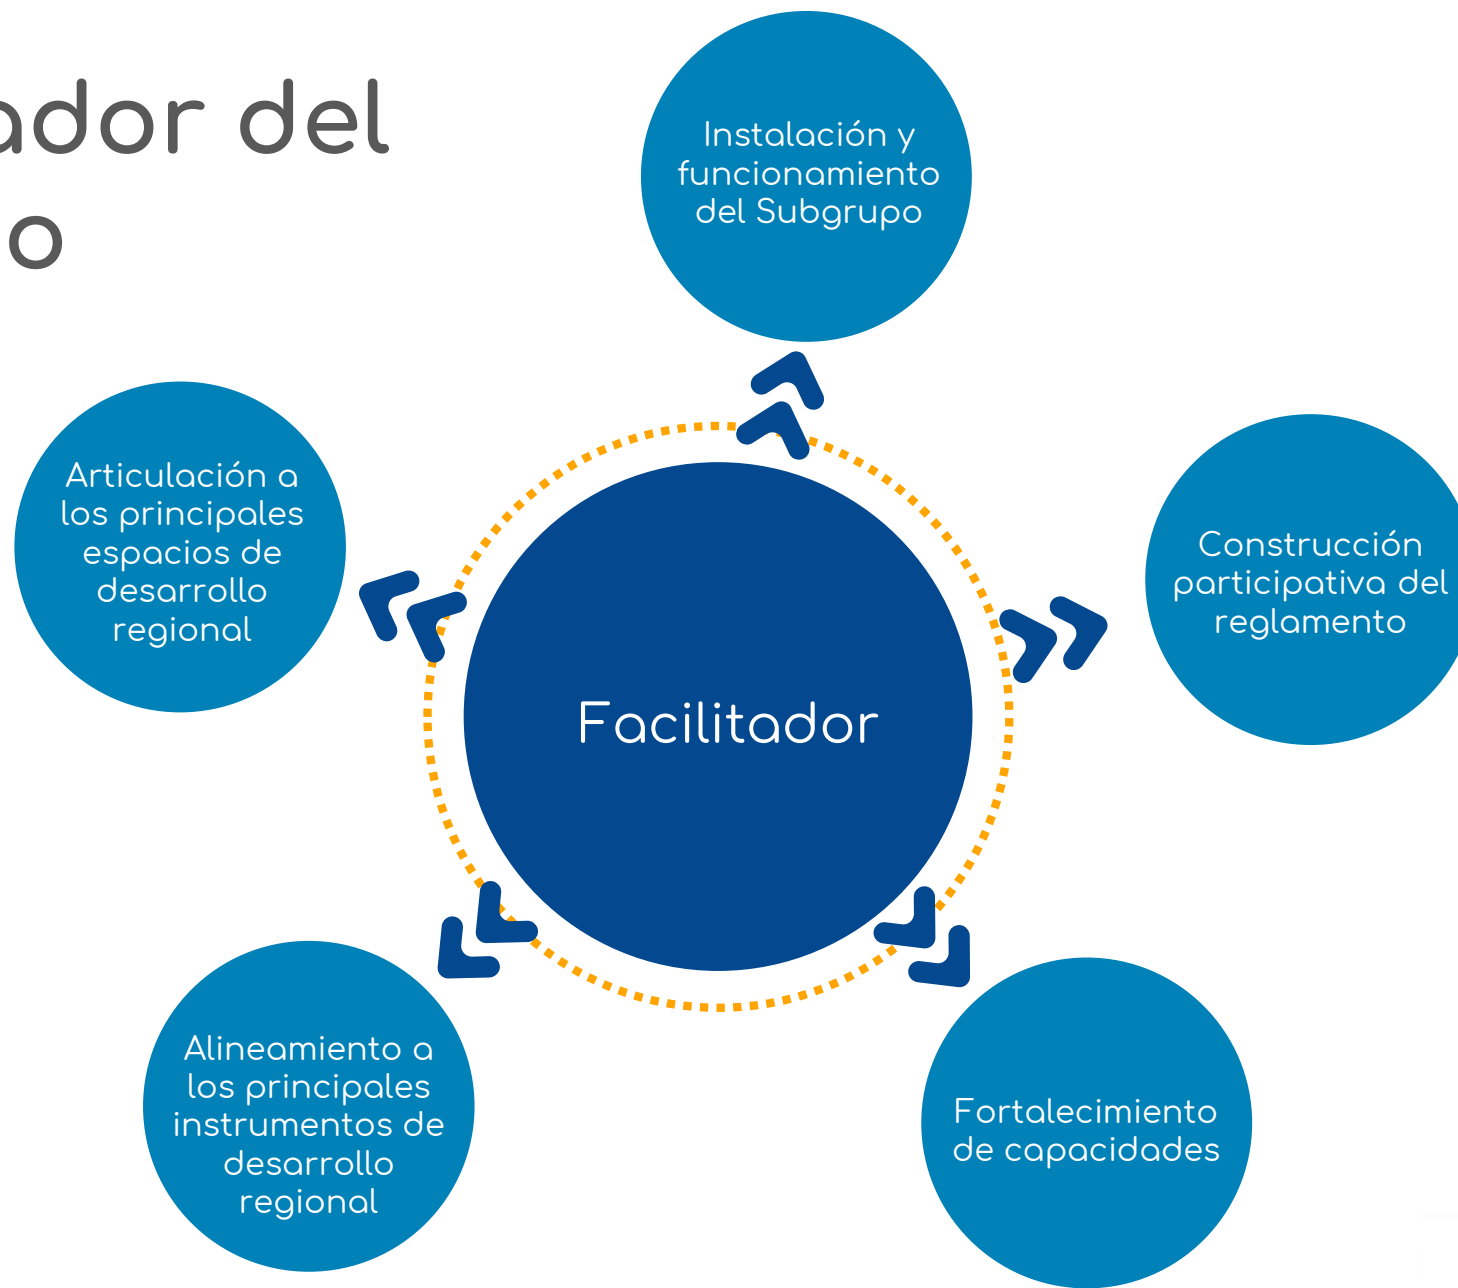 ador del
o
Instalación y
funcionamiento
del Subgrupo
Articulación a
los principales
espacios de
desarrollo
regional
Construcción
participativa del
reglamento
Facilitador
Alineamiento a
los principales
instrumentos de
desarrollo
regional
Fortalecimiento
de capacidades